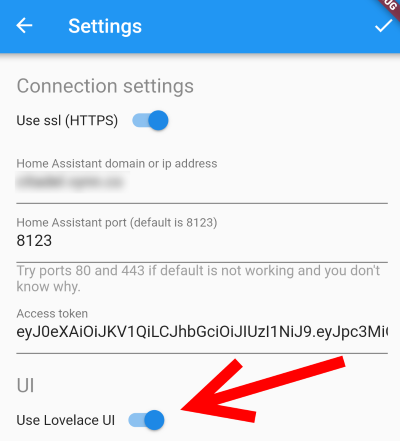 Settings
Connection settings
Use ssl (HTTPS)
Home Assistant domain or ip address
Home Assistant port (default is 8123)
8123
Try ports 80 and 443 if default is not working and you don't
know why.
Access token
eyJ0eXAiOiJKV1QiLCJhbGciOiJIUzI1NiJ9.eyJpc3Mi
UI
Use Lovelace UI